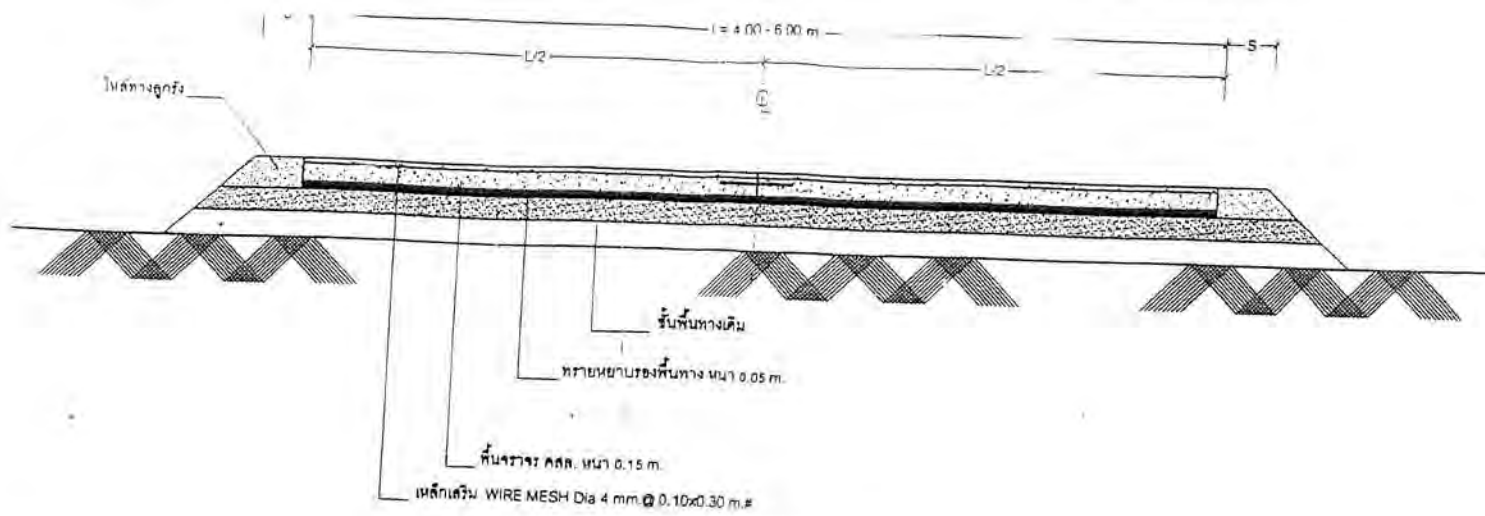 L = 4.00 - 6.00 m
S
L/2
L/2
ไหล่ทางลูกรัง
ชั้นพื้นทางเดิม
ทรายหยาบรองพื้นทาง หนา 0.05 m.
พื้นจราจร คสล. หนา 0.15 m.
เหล็กเสริม WIRE MESH Dia 4 mm.@ 0.10x0.30 m.#